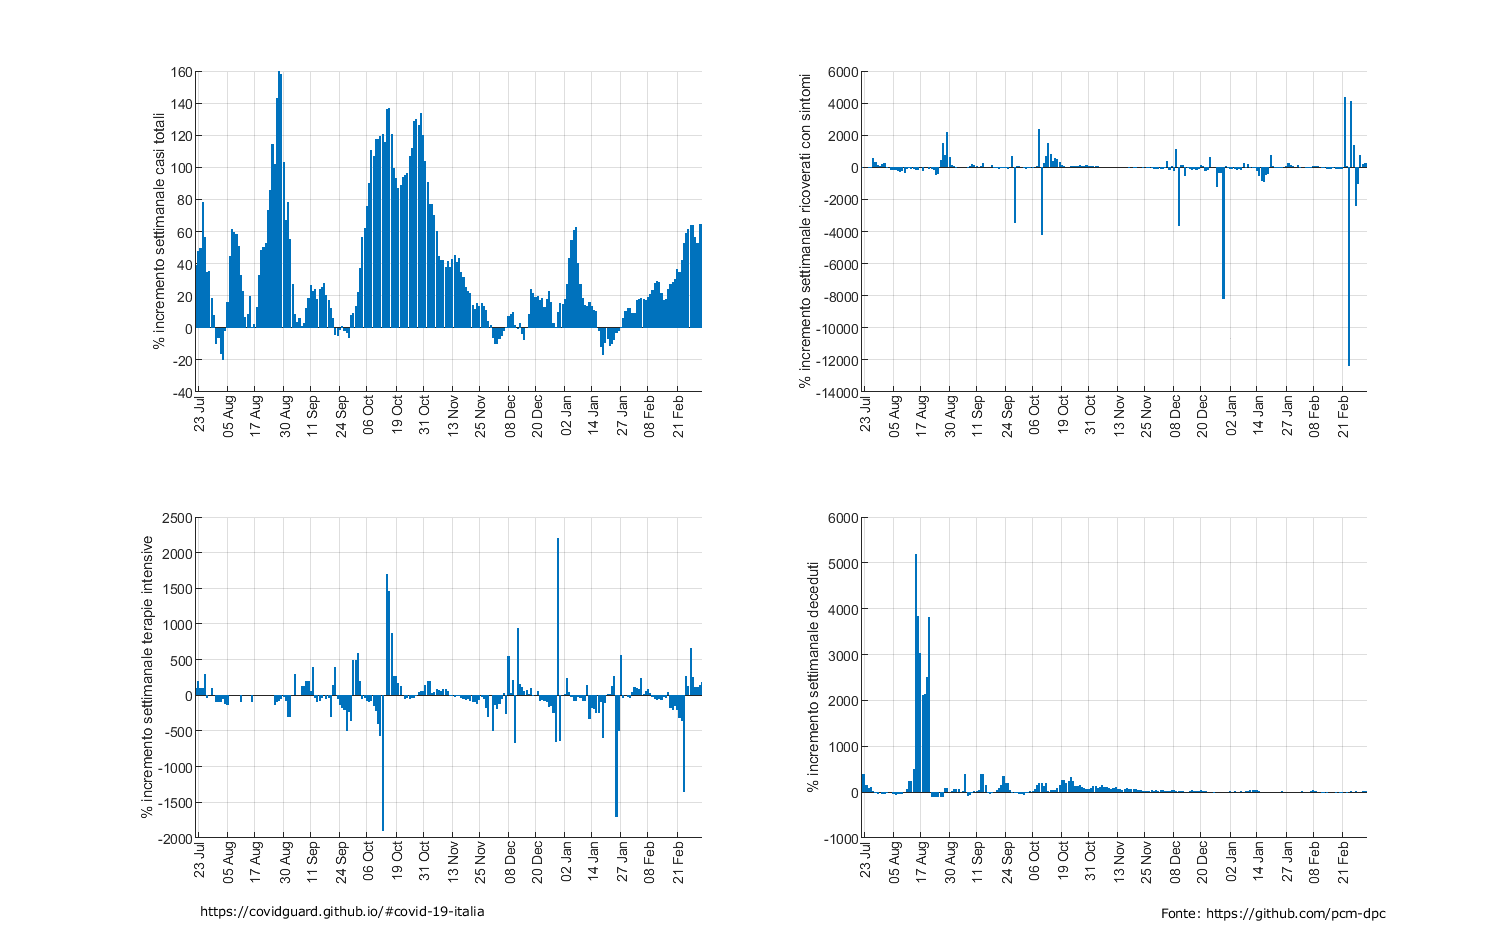 % incremento settimanale casi totali
160
140
120
100
80
60
40
20
0
-20
-40
23 Jul
05 Aug
17 Aug
30 Aug
11 Sep
24 Sep
06 Oct
19 Oct
31 Oct
13 Nov
25 Nov
08 Dec
20 Dec
02 Jan
14 Jan
27 Jan
08 Feb
21 Feb
% incremento settimanale ricoverati con sintomi
6000
4000
2000
0
-2000
-4000
-6000
-8000
-10000
-12000
-14000
23 Jul
05 Aug
17 Aug
30 Aug
11 Sep
24 Sep
06 Oct
19 Oct
31 Oct
13 Nov
25 Nov
08 Dec
20 Dec
02 Jan
14 Jan
27 Jan
08 Feb
21 Feb
% incremento settimanale terapie intensive
2500
2000
1500
1000
500
0
-500
-1000
-1500
-2000
23 Jul
05 Aug
17 Aug
30 Aug
11 Sep
24 Sep
06 Oct
19 Oct
31 Oct
13 Nov
25 Nov
08 Dec
20 Dec
02 Jan
14 Jan
27 Jan
08 Feb
21 Feb
% incremento settimanale deceduti
6000
5000
4000
3000
2000
1000
0
-1000
23 Jul
05 Aug
17 Aug
30 Aug
11 Sep
24 Sep
06 Oct
19 Oct
31 Oct
13 Nov
25 Nov
08 Dec
20 Dec
02 Jan
14 Jan
27 Jan
08 Feb
21 Feb
https://covidguard.github.io/#covid-19-italia
Fonte: https://github.com/pcm-dpc